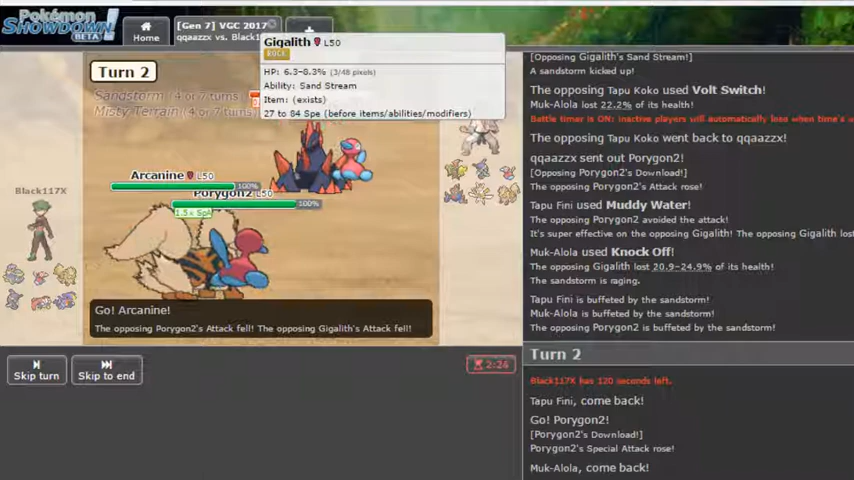 Pokémon
SHOWDOWN!
BETA
Home
[Gen 7] VGC 2017
qqaazzx vs. Black1
+
Gigalith L50
ROCK
HP: 6.3–8.3% (3/48 pixels)
Ability: Sand Stream
Item: (exists)
27 to 84 Spe (before items/abilities/modifiers)
Turn 2
Sandstorm (4 or 7 turns)
Misty Terrain (4 or 7 turns)
Arcanine L50
100%
Porygon2 L50
100%
1.5x SpA
Black117X
Go! Arcanine!
The opposing Porygon2's Attack fell! The opposing Gigalith's Attack fell!
Skip turn
Skip to end
2:26
[Opposing Gigalith's Sand Stream!]
A sandstorm kicked up!
The opposing Tapu Koko used Volt Switch!
Muk-Alola lost 22.2% of its health!
Battle timer is ON: inactive players will automatically lose when time's u
The opposing Tapu Koko went back to qqaazzx!
qqaazzx sent out Porygon2!
[Opposing Porygon2's Download!]
The opposing Porygon2's Attack rose!
Tapu Fini used Muddy Water!
The opposing Porygon2 avoided the attack!
It's super effective on the opposing Gigalith! The opposing Gigalith lost
Muk-Alola used Knock Off!
The opposing Gigalith lost 20.9–24.9% of its health!
The sandstorm is raging.
Tapu Fini is buffeted by the sandstorm!
Muk-Alola is buffeted by the sandstorm!
The opposing Porygon2 is buffeted by the sandstorm!
Turn 2
Black117X has 120 seconds left.
Tapu Fini, come back!
Go! Porygon2!
[Porygon2's Download!]
Porygon2's Special Attack rose!
Muk-Alola, come back!